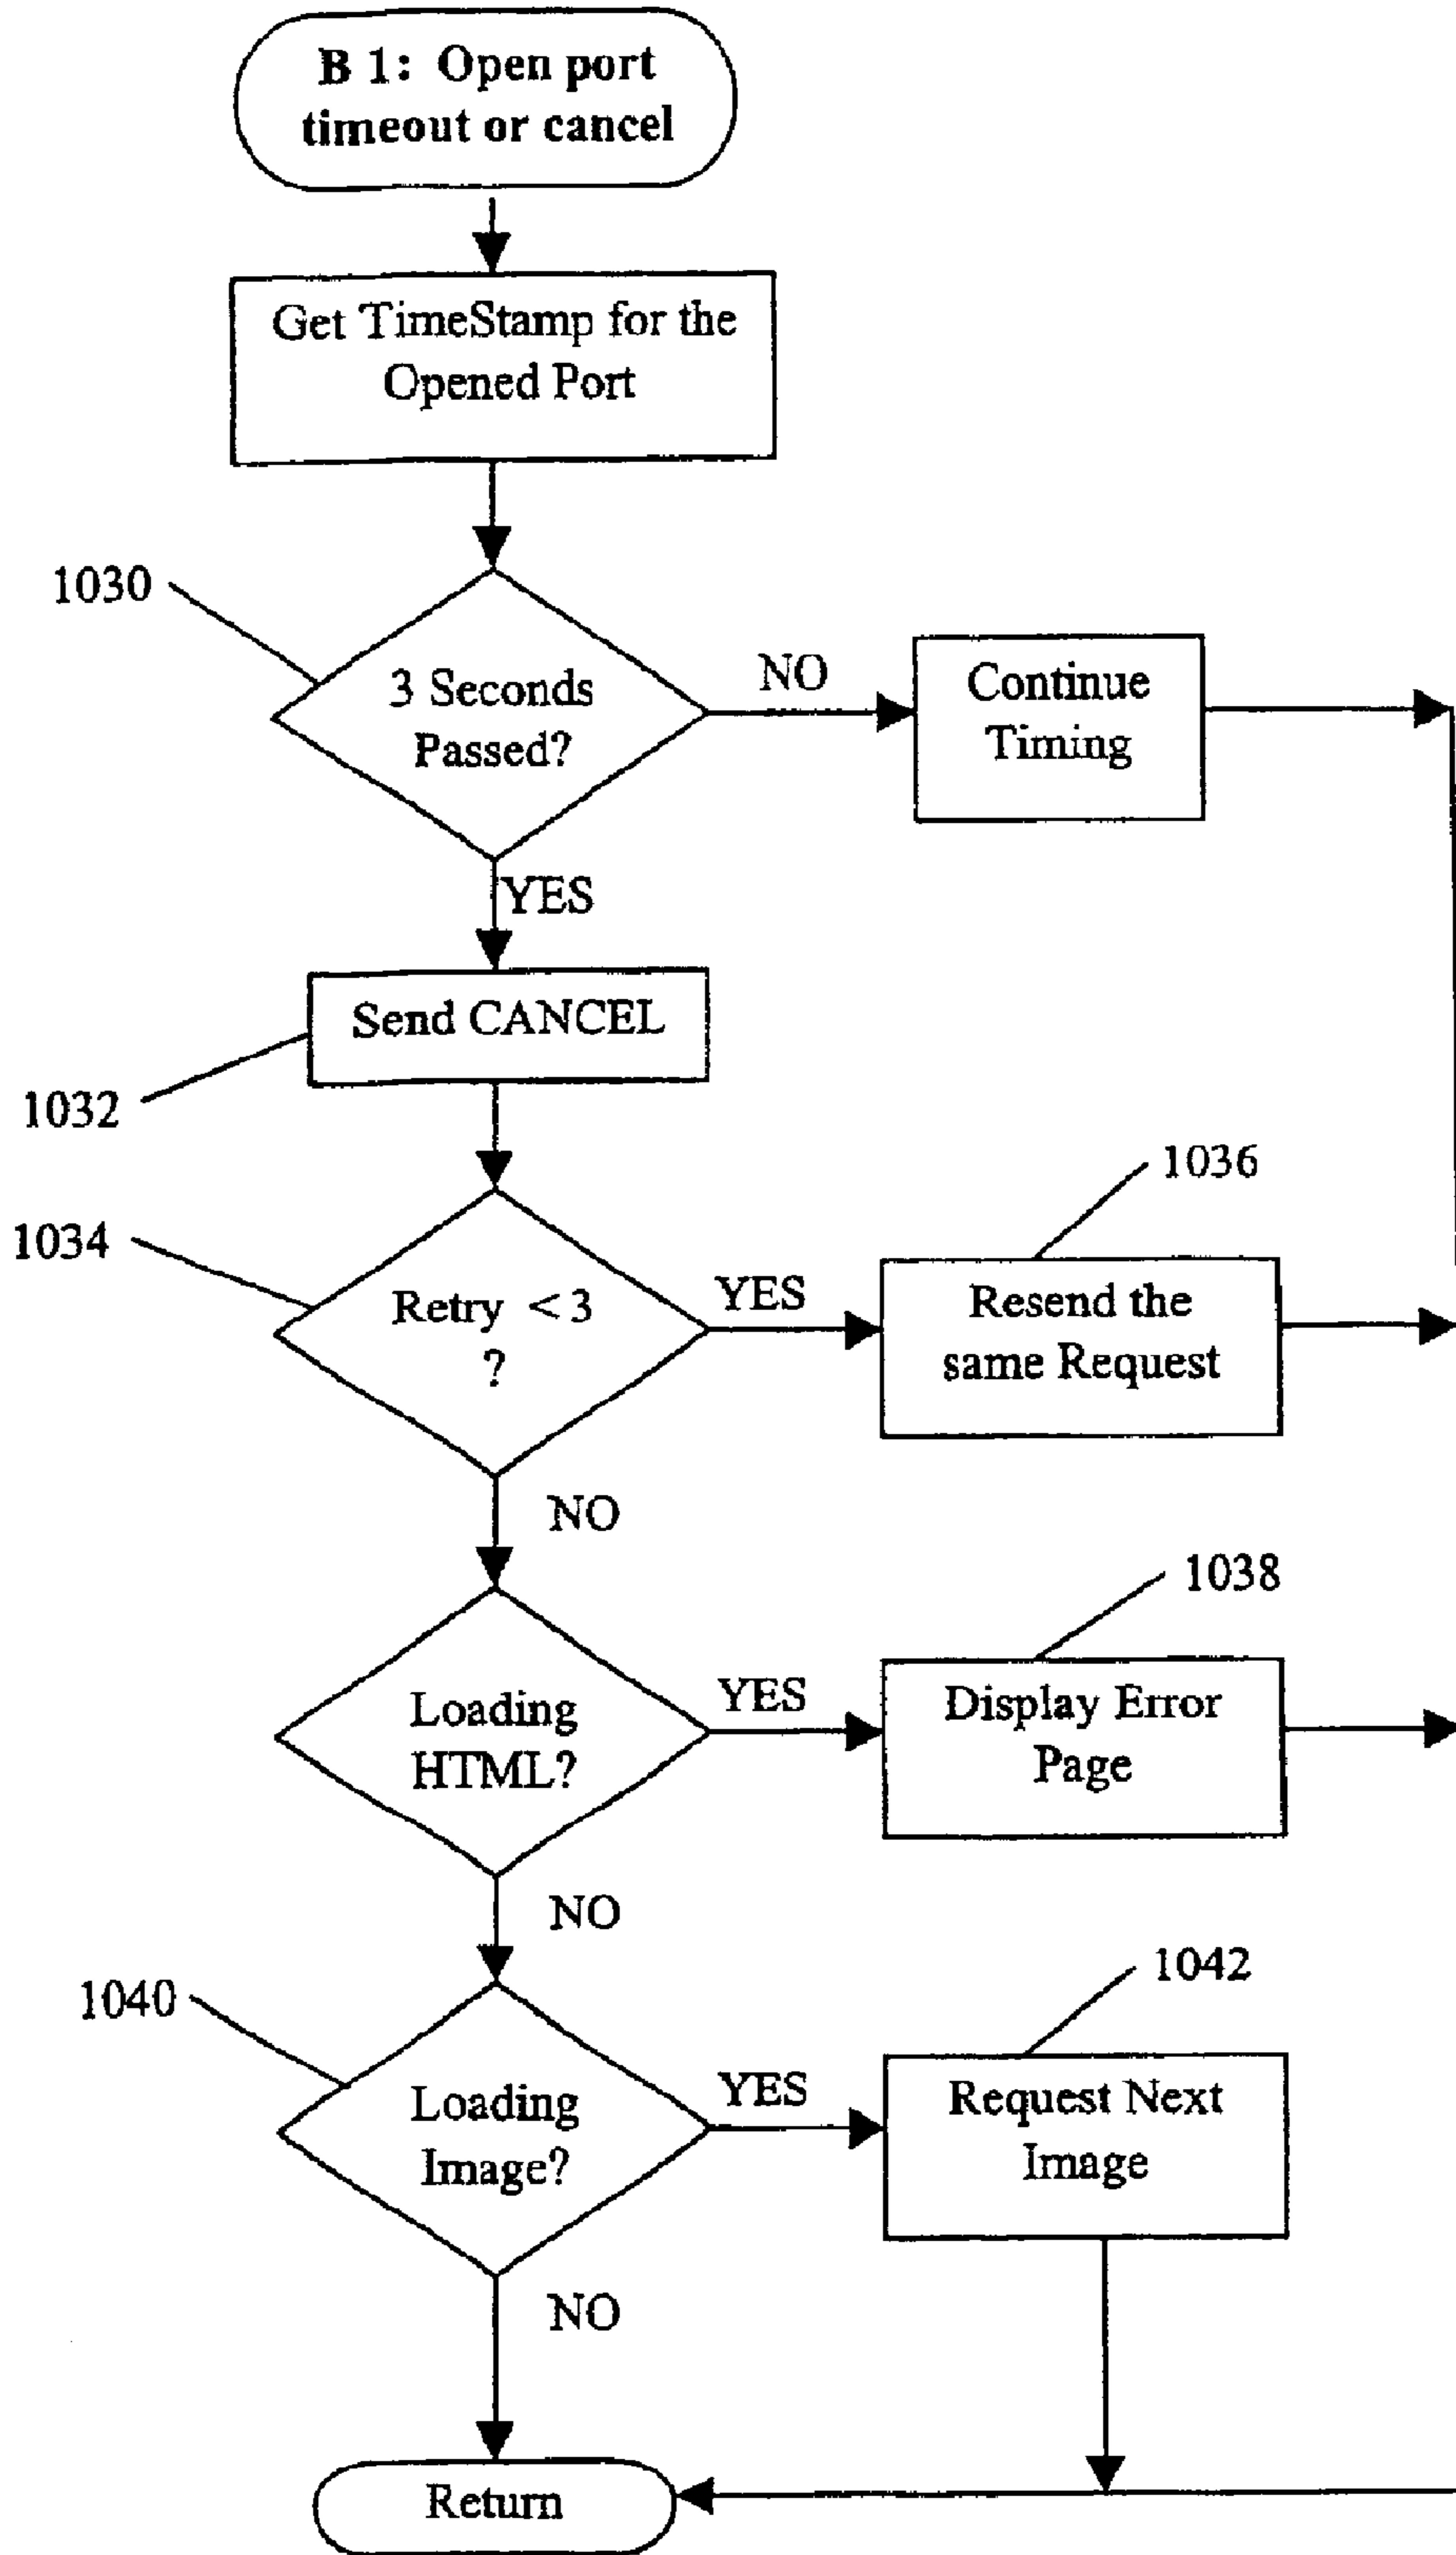 B 1: Open port
timeout or cancel
Get TimeStamp for the
Opened Port
1030
3 Seconds
Passed?
NO
Continue
Timing
YES
Send CANCEL
1032
1034
Retry < 3
?
YES
1036
Resend the
same Request
NO
Loading
HTML?
YES
1038
Display Error
Page
NO
1040
Loading
Image?
YES
1042
Request Next
Image
NO
Return